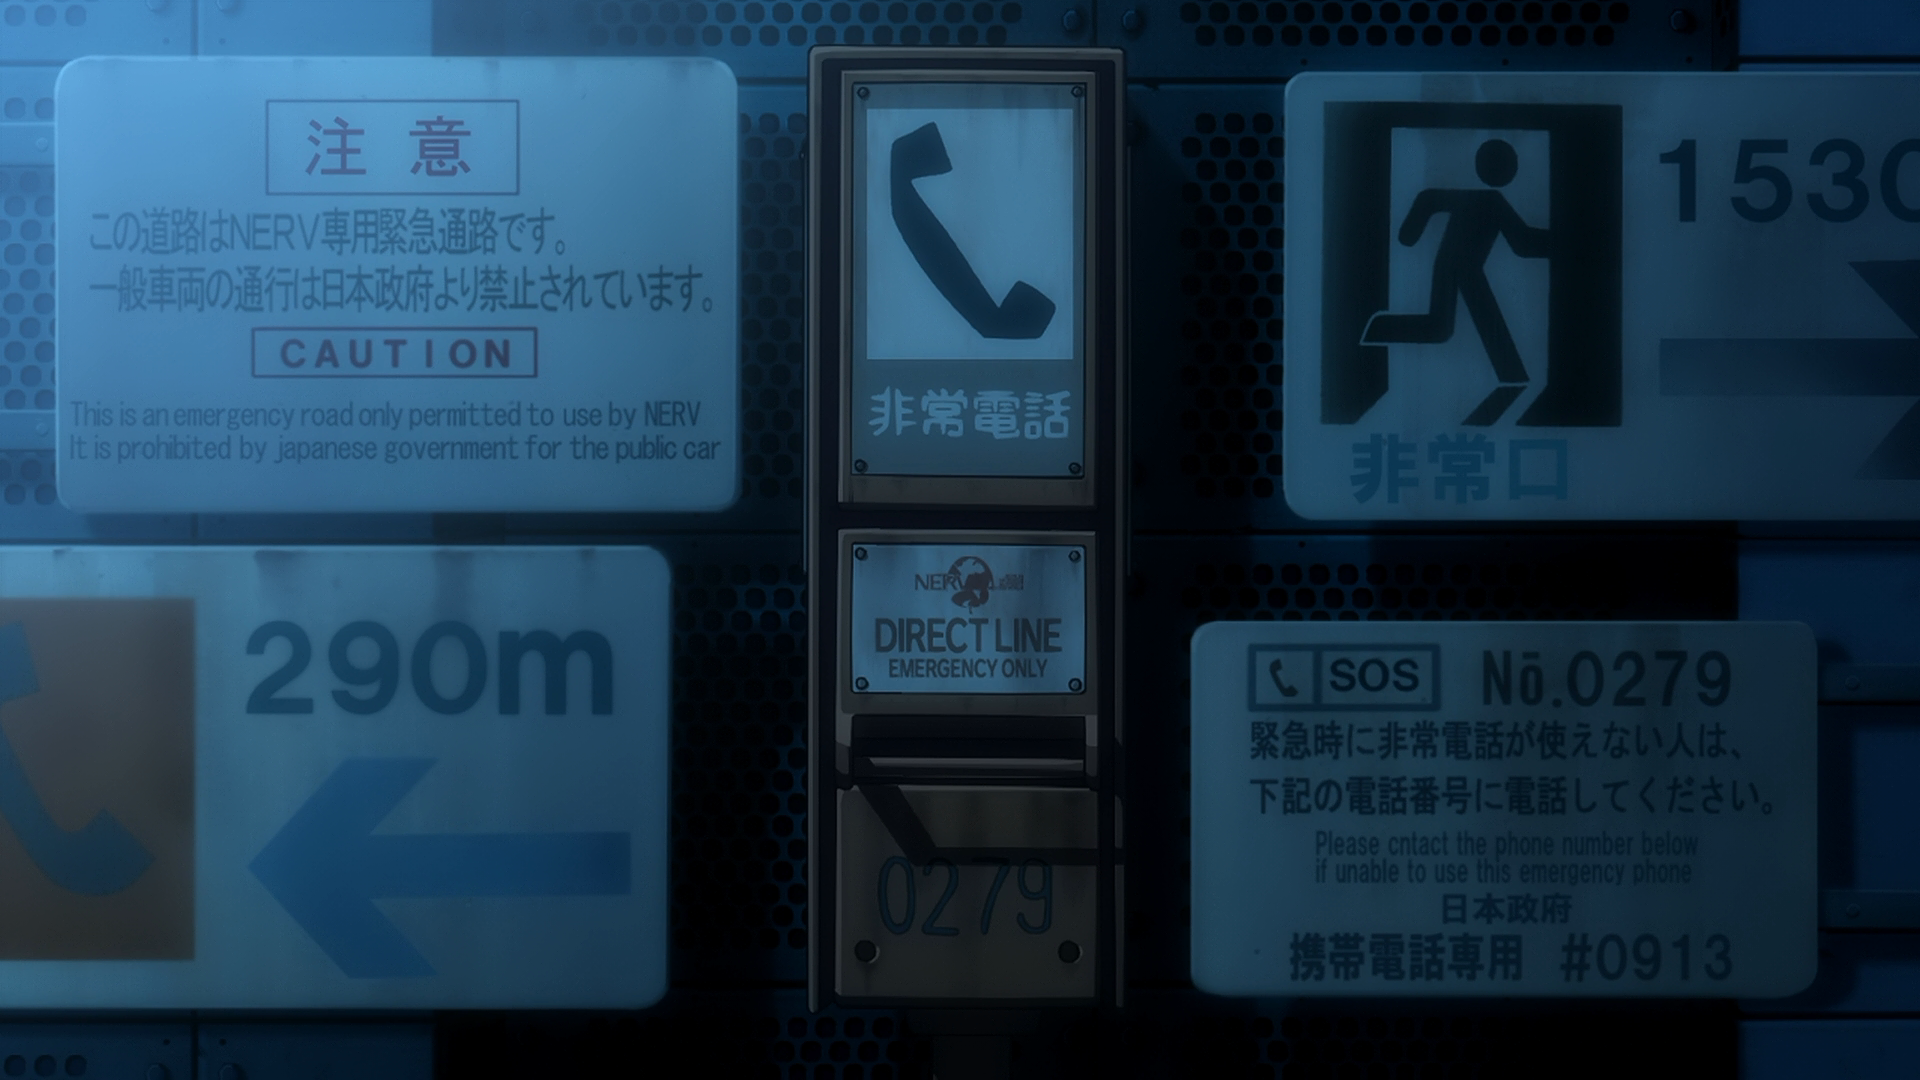 注意
この道路はNERV専用緊急通路です。
一般車両の通行は日本政府より禁止されています。
CAUTION
This is an emergency road only permitted to use by NERV
It is prohibited by japanese government for the public car
290m
非常電話
NERV
DIRECT LINE
EMERGENCY ONLY
0279
1530
非常口
SOS No.0279
緊急時に非常電話が使えない人は、
下記の電話番号に電話してください。
Please cntact the phone number below
if unable to use this emergency phone
日本政府
携帯電話専用 #0913